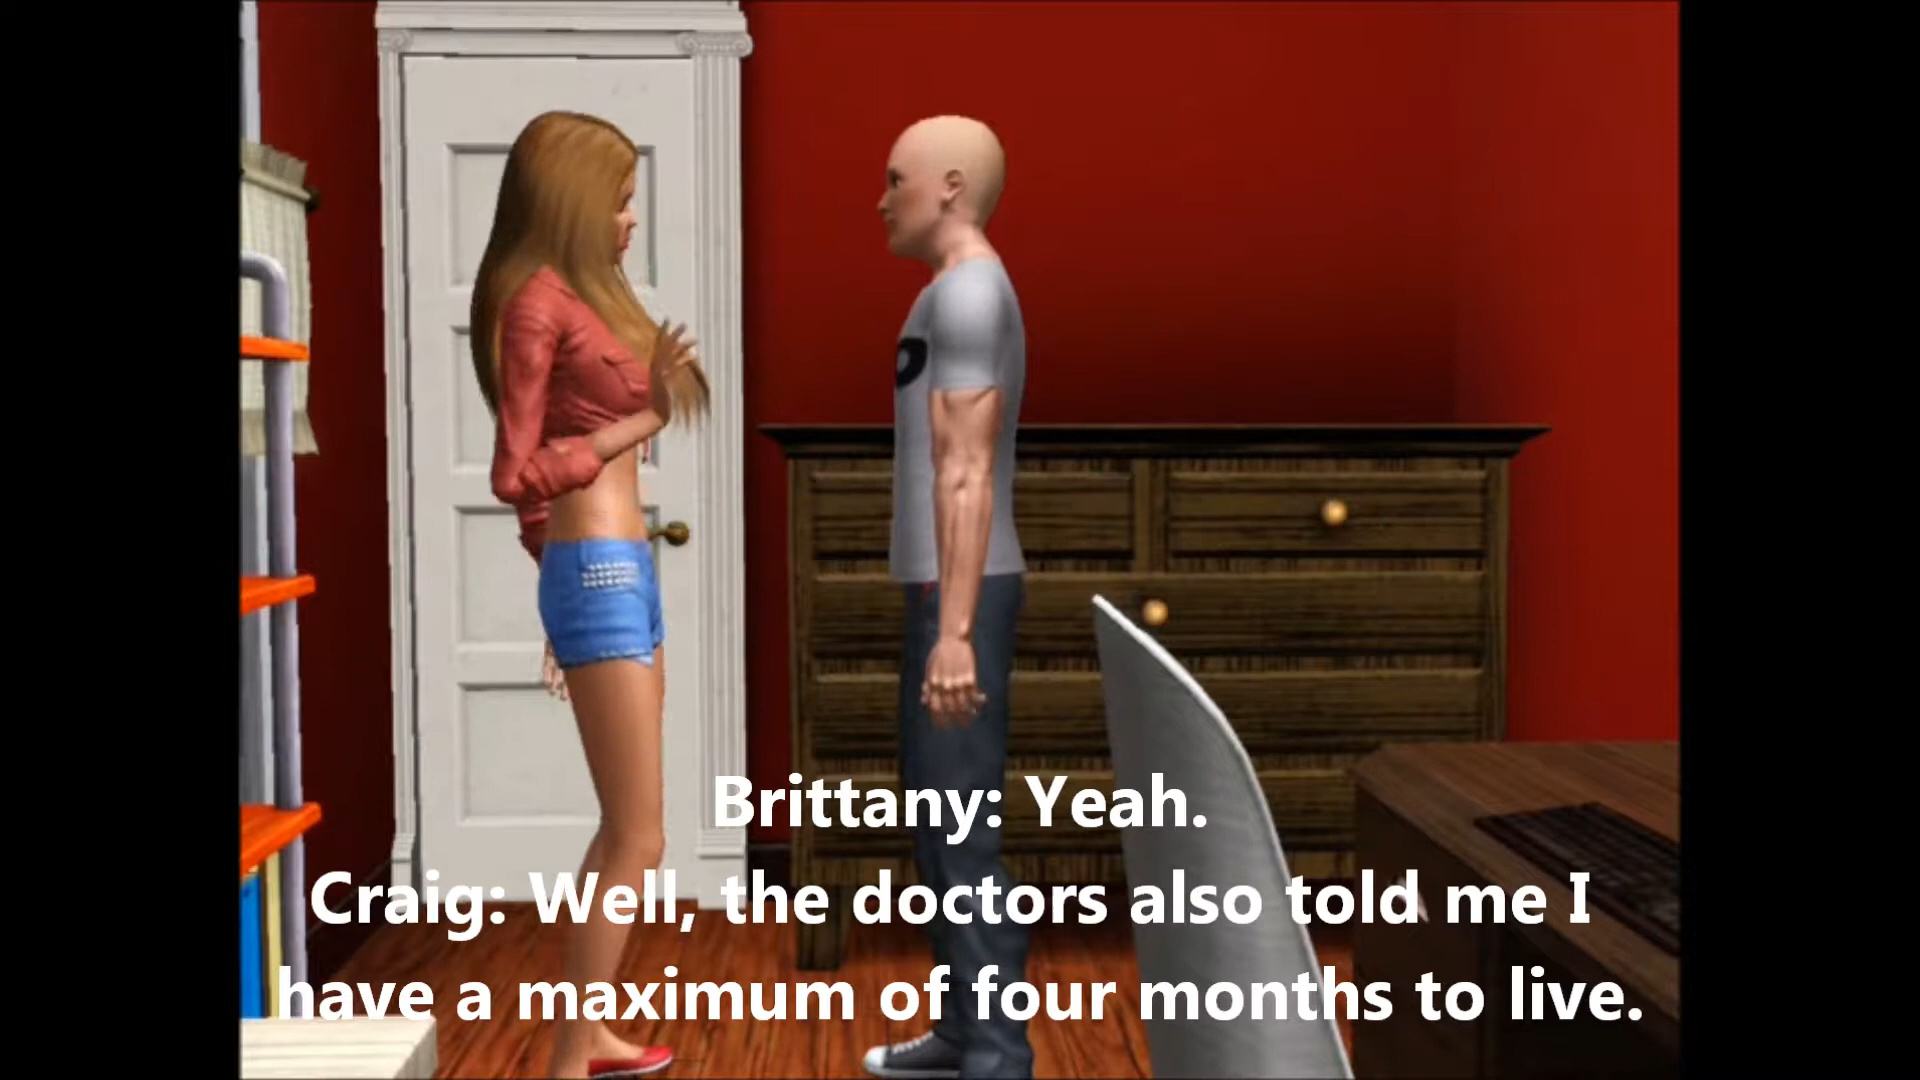 Brittany: Yeah.
Craig: Well, the doctors also told me I
have a maximum of four months to live.